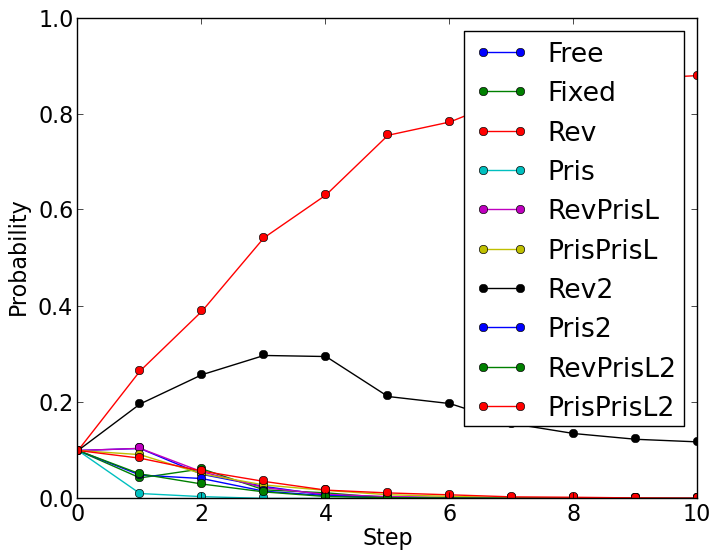 1.0
0.8
0.6
0.4
0.2
0.0
Probability
0
2
4
6
8
10
Step
Free
Fixed
Rev
Pris
RevPrisL
PrisPrisL
Rev2
Pris2
RevPrisL2
PrisPrisL2